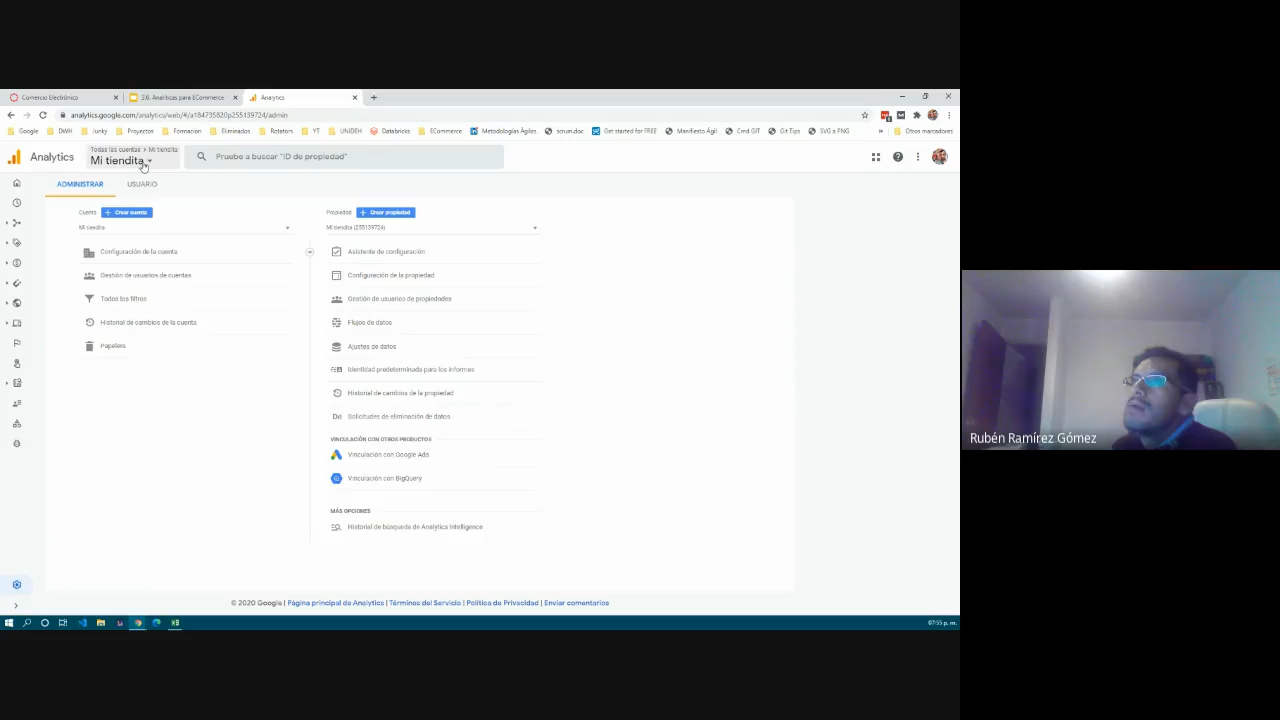 Comercio Electrónico
3.6. Analíticas para ECommerce
Analytics
analytics.google.com/analytics/web/#/a184735820p255139724/admin
Google
DWH
Junky
Proyectos
Formacion
Eliminados
Rotators
YT
UNIDEH
Databricks
ECommerce
Metodologías Ágiles
scrum.doc
Get started for FREE
Manifiesto Ágil
Cmd GIT
Git Tips
SVG a PNG
»
Otros marcadores
Analytics
Todas las cuentas > Mi tiendita
Mi tiendita
Pruebe a buscar "ID de propiedad"
ADMINISTRAR
USUARIO
Cuenta
+ Crear cuenta
Propiedad
+ Crear propiedad
Mi tiendita
Mi tiendita (255139724)
Configuración de la cuenta
Gestión de usuarios de cuentas
Todos los filtros
Historial de cambios de la cuenta
Papelera
Asistente de configuración
Configuración de la propiedad
Gestión de usuarios de propiedades
Flujos de datos
Ajustes de datos
Identidad predeterminada para los informes
Historial de cambios de la propiedad
Dd Solicitudes de eliminación de datos
VINCULACIÓN CON OTROS PRODUCTOS
Vinculación con Google Ads
Vinculación con BigQuery
MÁS OPCIONES
Historial de búsqueda de Analytics Intelligence
© 2020 Google | Página principal de Analytics | Términos del Servicio | Política de Privacidad | Enviar comentarios
07:55 p. m.
Rubén Ramírez Gómez